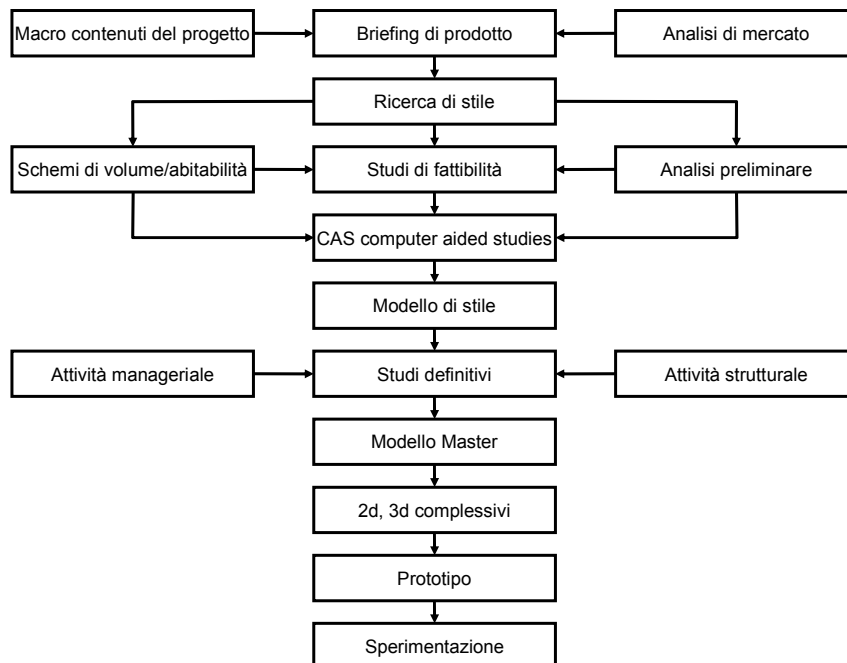 Macro contenuti del progetto
Briefing di prodotto
Analisi di mercato
Ricerca di stile
Schemi di volume/abitabilità
Studi di fattibilità
Analisi preliminare
CAS computer aided studies
Modello di stile
Attività manageriale
Studi definitivi
Attività strutturale
Modello Master
2d, 3d complessivi
Prototipo
Sperimentazione